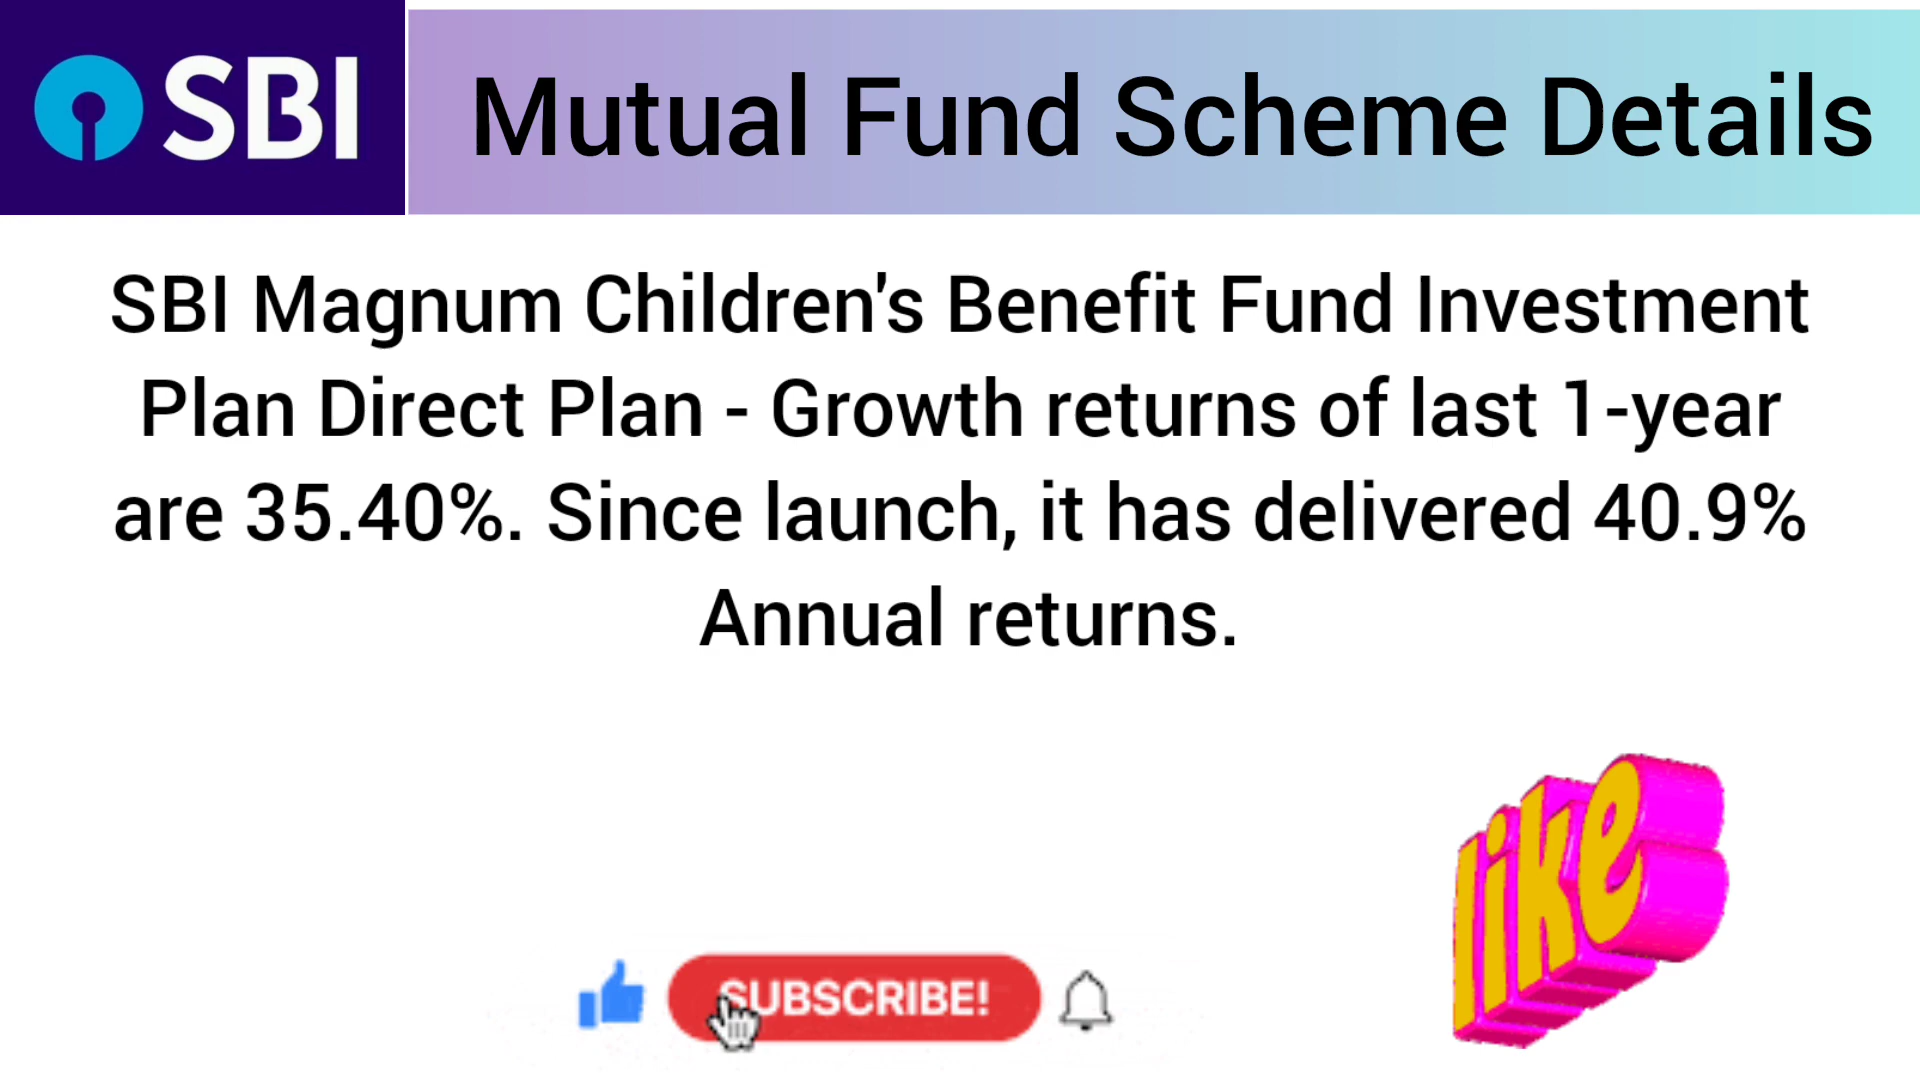 SBI
Mutual Fund Scheme Details
SBI Magnum Children's Benefit Fund Investment
Plan Direct Plan - Growth returns of last 1-year
are 35.40%. Since launch, it has delivered 40.9%
Annual returns.
like
SUBSCRIBE!